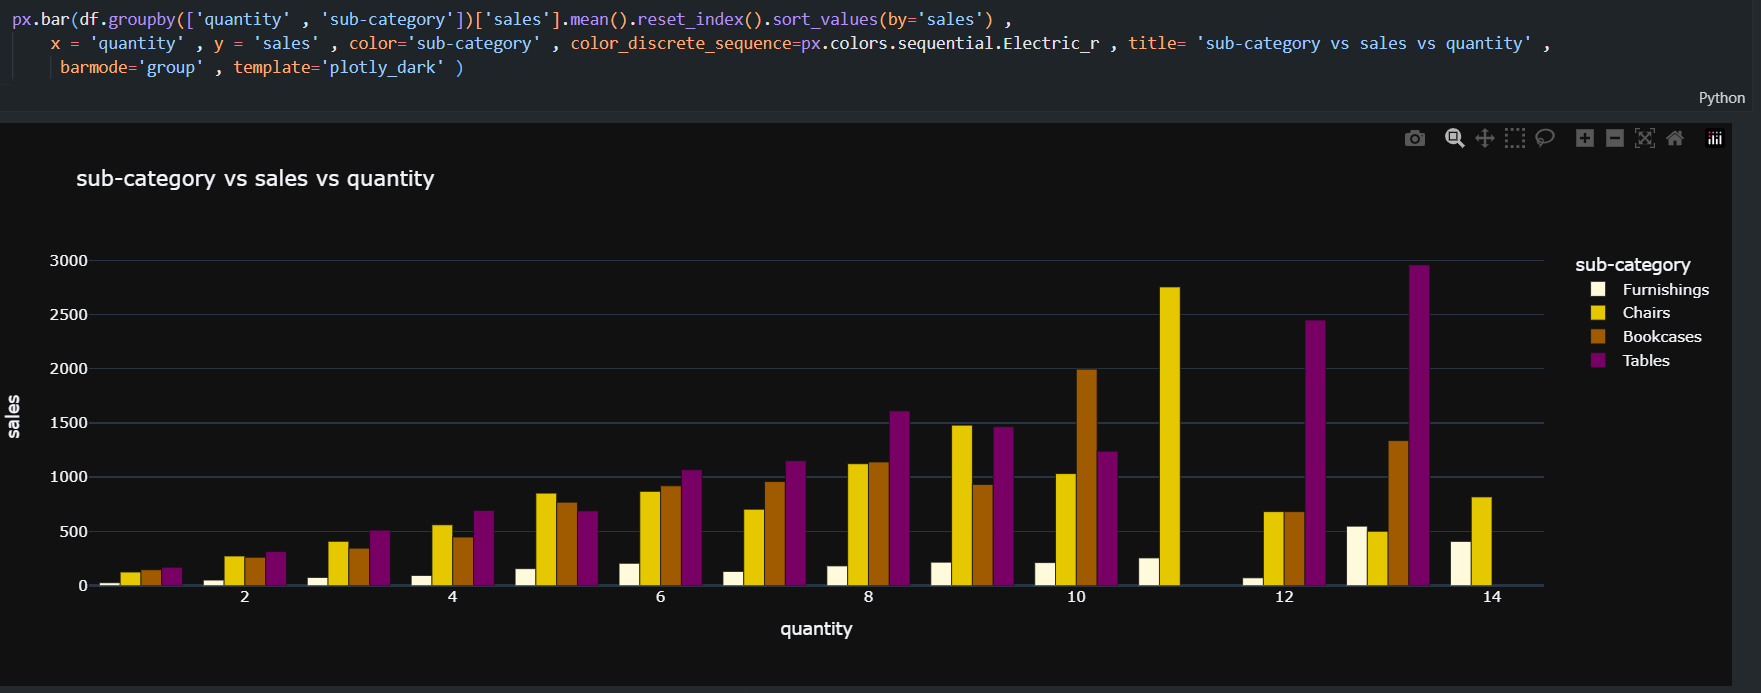 px.bar(df.groupby(['quantity' , 'sub-category'])['sales'].mean().reset_index().sort_values(by='sales') ,
x = 'quantity' , y = 'sales' , color='sub-category' , color_discrete_sequence=px.colors.sequential.Electric_r , title= 'sub-category vs sales vs quantity' ,
barmode='group' , template='plotly_dark' )
Python
sub-category vs sales vs quantity
3000
2500
2000
1500
1000
500
0
sales
2 4 6 8 10 12 14
quantity
sub-category
Furnishings
Chairs
Bookcases
Tables